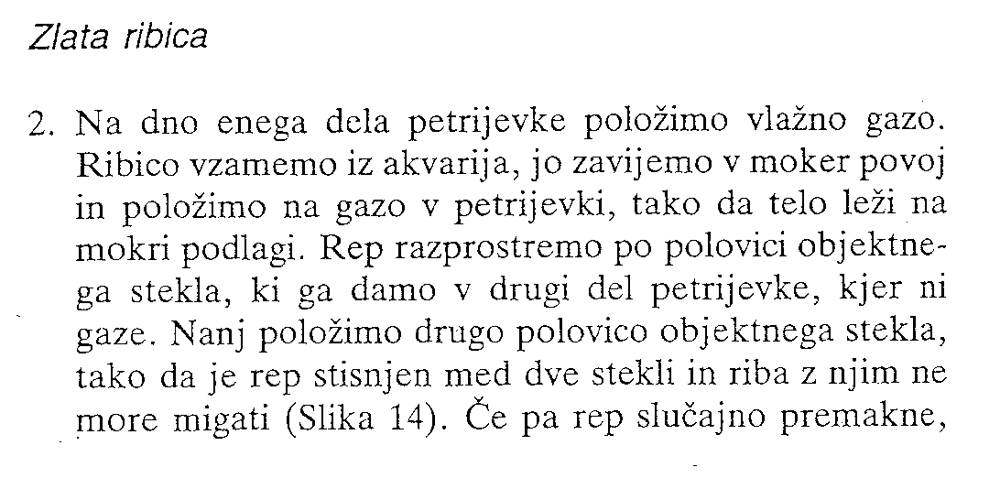 Zlata ribica
2. Na dno enega dela petrijevke položimo vlažno gazo.
Ribico vzamemo iz akvarija, jo zavijemo v moker povoj
in položimo na gazo v petrijevki, tako da telo leži na
mokri podlagi. Rep razprostremo po polovici objektne-
ga stekla, ki ga damo v drugi del petrijevke, kjer ni
gaze. Nanj položimo drugo polovico objektnega stekla,
tako da je rep stisnjen med dve stekli in riba z njim ne
more migati (Slika 14). Če pa rep slučajno premakne,